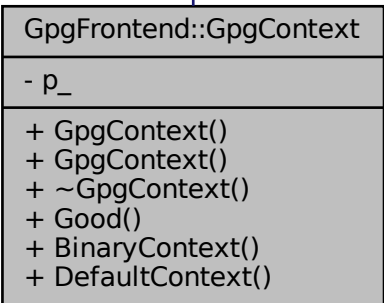 GpgFrontend::GpgContext
- p_
+ GpgContext()
+ GpgContext()
+ ~GpgContext()
+ Good()
+ BinaryContext()
+ DefaultContext()